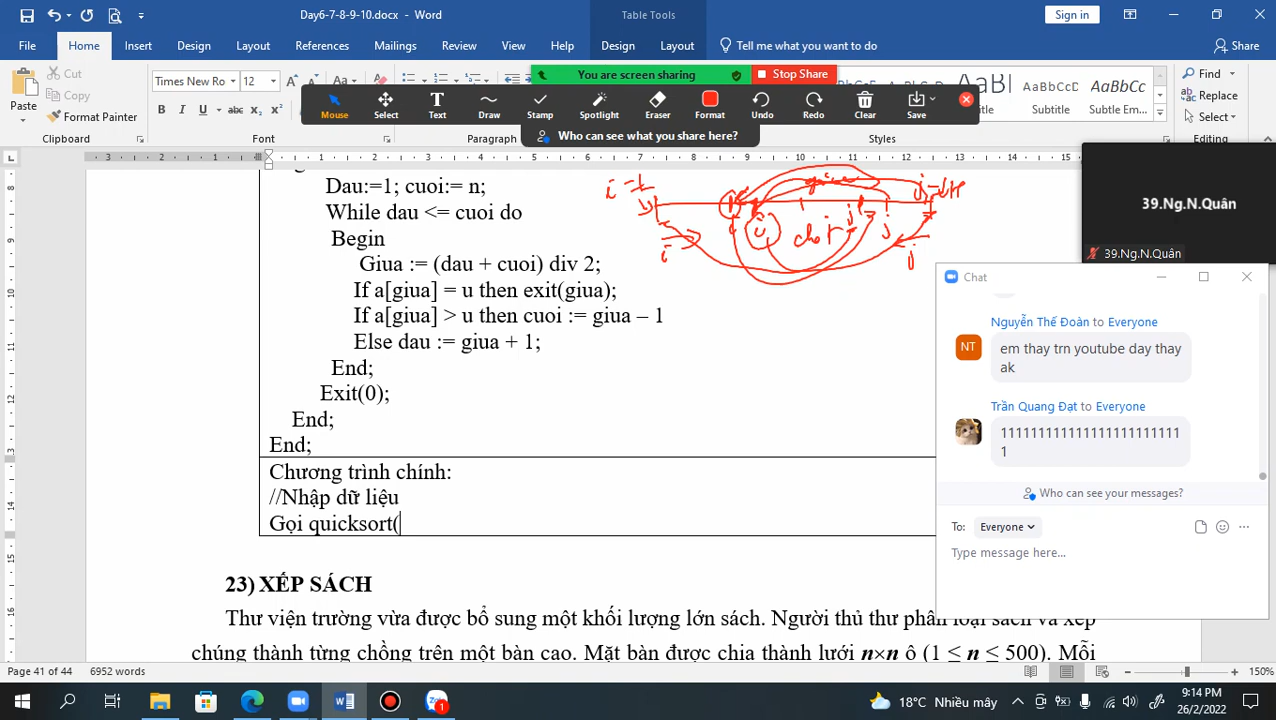 Day6-7-8-9-10.docx - Word
Table Tools
Sign in
File Home Insert Design Layout References Mailings Review View Help Design Layout Tell me what you want to do Share
You are screen sharing Stop Share
Cut
Copy
Format Painter
Paste
Times New Ro 12
Subtitle Subtle Em...
Find
Replace
Select
Mouse Select Text Draw Stamp Spotlight Eraser Format Undo Redo Clear Save
Who can see what you share here?
Clipboard Font Styles Editing
Dau:=1; cuoi:= n;
While dau <= cuoi do
Begin
Giua := (dau + cuoi) div 2;
If a[giua] = u then exit(giua);
If a[giua] > u then cuoi := giua – 1
Else dau := giua + 1;
End;
Exit(0);
End;
End;
Chương trình chính:
//Nhập dữ liệu
Gọi quicksort(
23) XẾP SÁCH
Thư viện trường vừa được bổ sung một khối lượng lớn sách. Người thủ thư phân loại sách và xếp
chúng thành từng chồng trên một bàn cao. Mặt bàn được chia thành lưới n×n ô (1 ≤ n ≤ 500). Mỗi
giua
chot
i
j
39.Ng.N.Quân
39.Ng.N.Quân
Chat
Nguyễn Thế Đoàn to Everyone
NT
em thay trn youtube day thay
ak
Trần Quang Đạt to Everyone
1111111111111111111111111
1
Who can see your messages?
To: Everyone
Type message here...
Page 41 of 44 6952 words
150%
18°C Nhiều mây
9:14 PM
26/2/2022